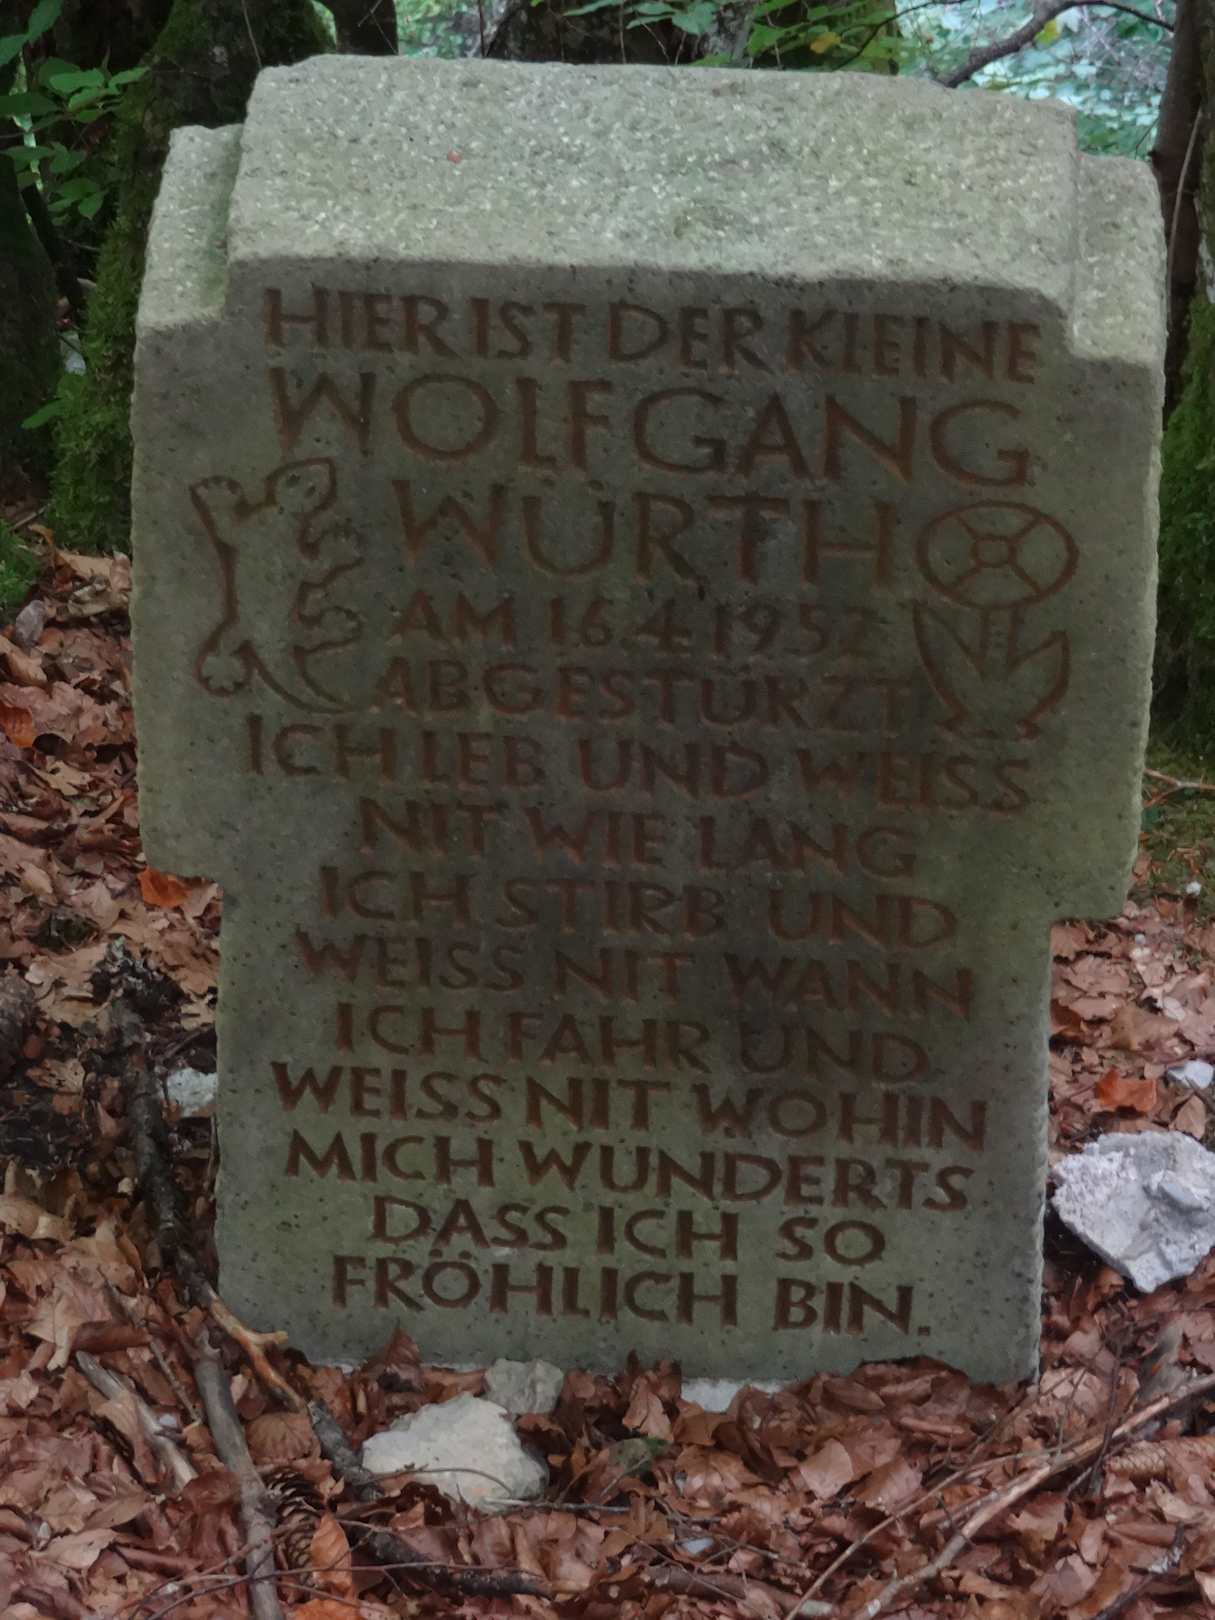 HIER IST DER KLEINE
WOLFGANG
WÜRTH
AM 16.4.1952
ABGESTÜRZT
ICH LEB UND WEISS
NIT WIE LANG
ICH STIRB UND
WEISS NIT WANN
ICH FAHR UND
WEISS NIT WOHIN
MICH WUNDERTS
DASS ICH SO
FRÖHLICH BIN.